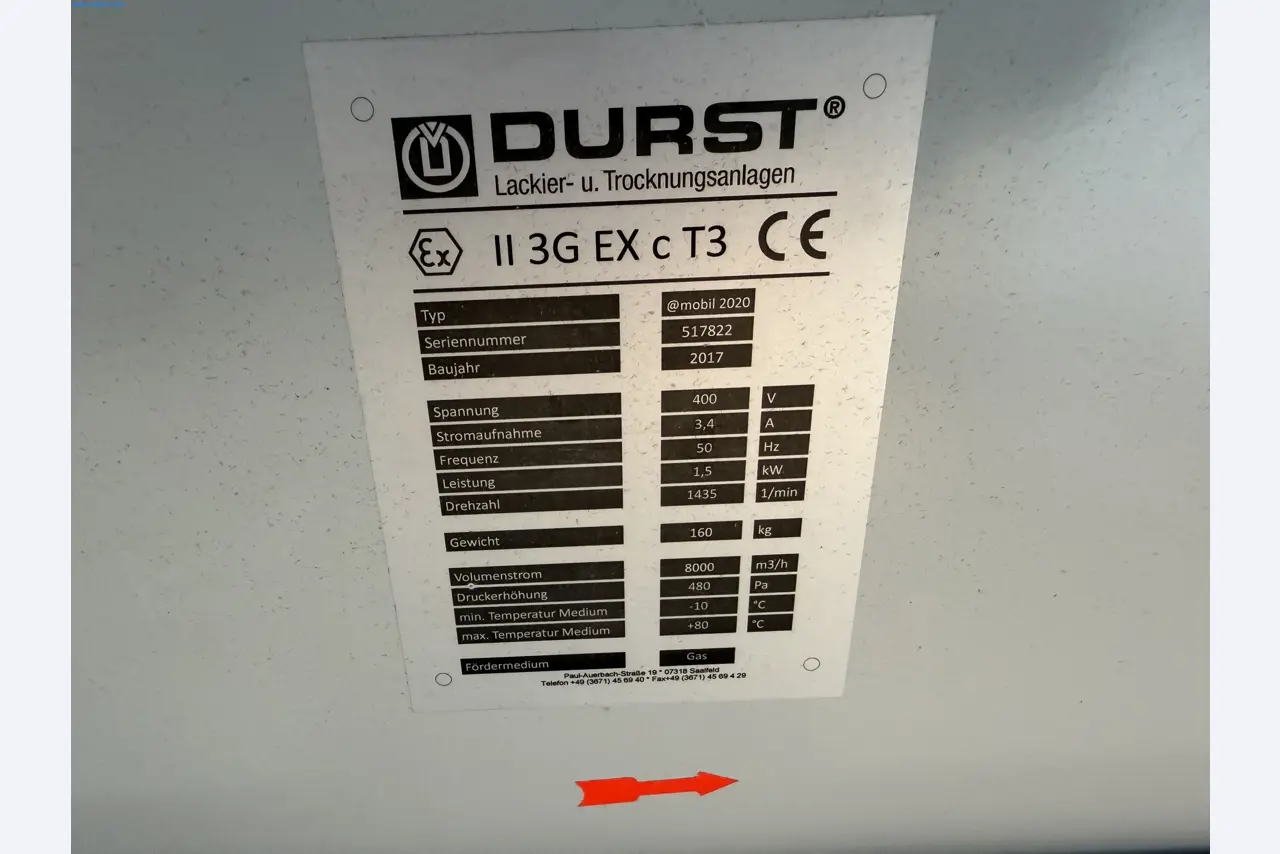 DURST®
Lackier- u. Trocknungsanlagen
Ex II 3G EX c T3 CE
Typ @mobil 2020
Seriennummer 517822
Baujahr 2017
Spannung 400 V
Stromaufnahme 3,4 A
Frequenz 50 Hz
Leistung 1,5 kW
Drehzahl 1435 1/min
Gewicht 160 kg
Volumenstrom 8000 m3/h
Druckerhöhung 480 Pa
min. Temperatur Medium -10 °C
max. Temperatur Medium +80 °C
Fördermedium Gas
Paul-Auerbach-Straße 19 * 07318 Saalfeld
Telefon +49 (3671) 45 69 40 * Fax+49 (3671) 45 69 4 29